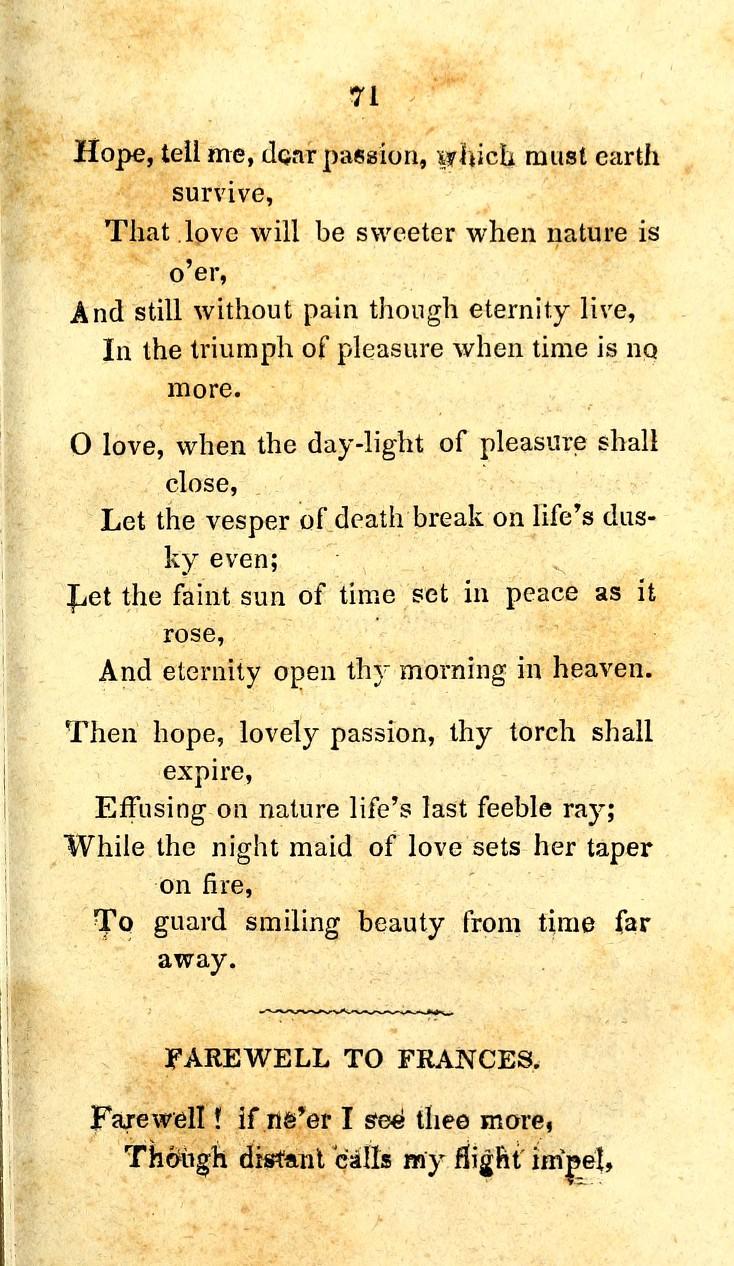 71
Hope, tell me, dear passion, which must earth
survive,
That love will be sweeter when nature is
o'er,
And still without pain though eternity live,
In the triumph of pleasure when time is no
more.
O love, when the day-light of pleasure shall
close,
Let the vesper of death break on life's dus-
ky even;
Let the faint sun of time set in peace as it
rose,
And eternity open thy morning in heaven.
Then hope, lovely passion, thy torch shall
expire,
Effusing on nature life's last feeble ray;
While the night maid of love sets her taper
on fire,
To guard smiling beauty from time far
away.
FAREWELL TO FRANCES.
Farewell! if ne'er I see thee more,
Though distant calls my flight impel,